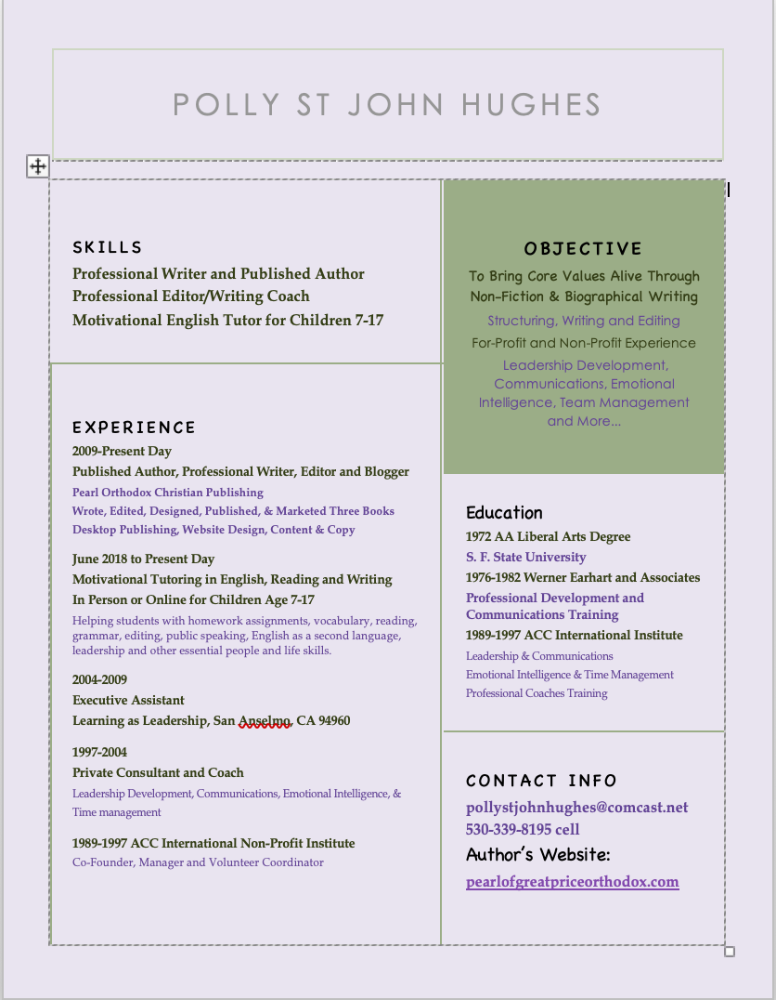 POLLY ST JOHN HUGHES
SKILLS
Professional Writer and Published Author
Professional Editor/Writing Coach
Motivational English Tutor for Children 7-17
EXPERIENCE
2009-Present Day
Published Author, Professional Writer, Editor and Blogger
Pearl Orthodox Christian Publishing
Wrote, Edited, Designed, Published, & Marketed Three Books
Desktop Publishing, Website Design, Content & Copy
June 2018 to Present Day
Motivational Tutoring in English, Reading and Writing
In Person or Online for Children Age 7-17
Helping students with homework assignments, vocabulary, reading,
grammar, editing, public speaking, English as a second language,
leadership and other essential people and life skills.
2004-2009
Executive Assistant
Learning as Leadership, San Anselmo, CA 94960
1997-2004
Private Consultant and Coach
Leadership Development, Communications, Emotional Intelligence, &
Time management
1989-1997 ACC International Non-Profit Institute
Co-Founder, Manager and Volunteer Coordinator
OBJECTIVE
To Bring Core Values Alive Through
Non-Fiction & Biographical Writing
Structuring, Writing and Editing
For-Profit and Non-Profit Experience
Leadership Development,
Communications, Emotional
Intelligence, Team Management
and More...
Education
1972 AA Liberal Arts Degree
S. F. State University
1976-1982 Werner Earhart and Associates
Professional Development and
Communications Training
1989-1997 ACC International Institute
Leadership & Communications
Emotional Intelligence & Time Management
Professional Coaches Training
CONTACT INFO
pollystjohnhughes@comcast.net
530-339-8195 cell
Author's Website:
pearlofgreatpriceorthodox.com